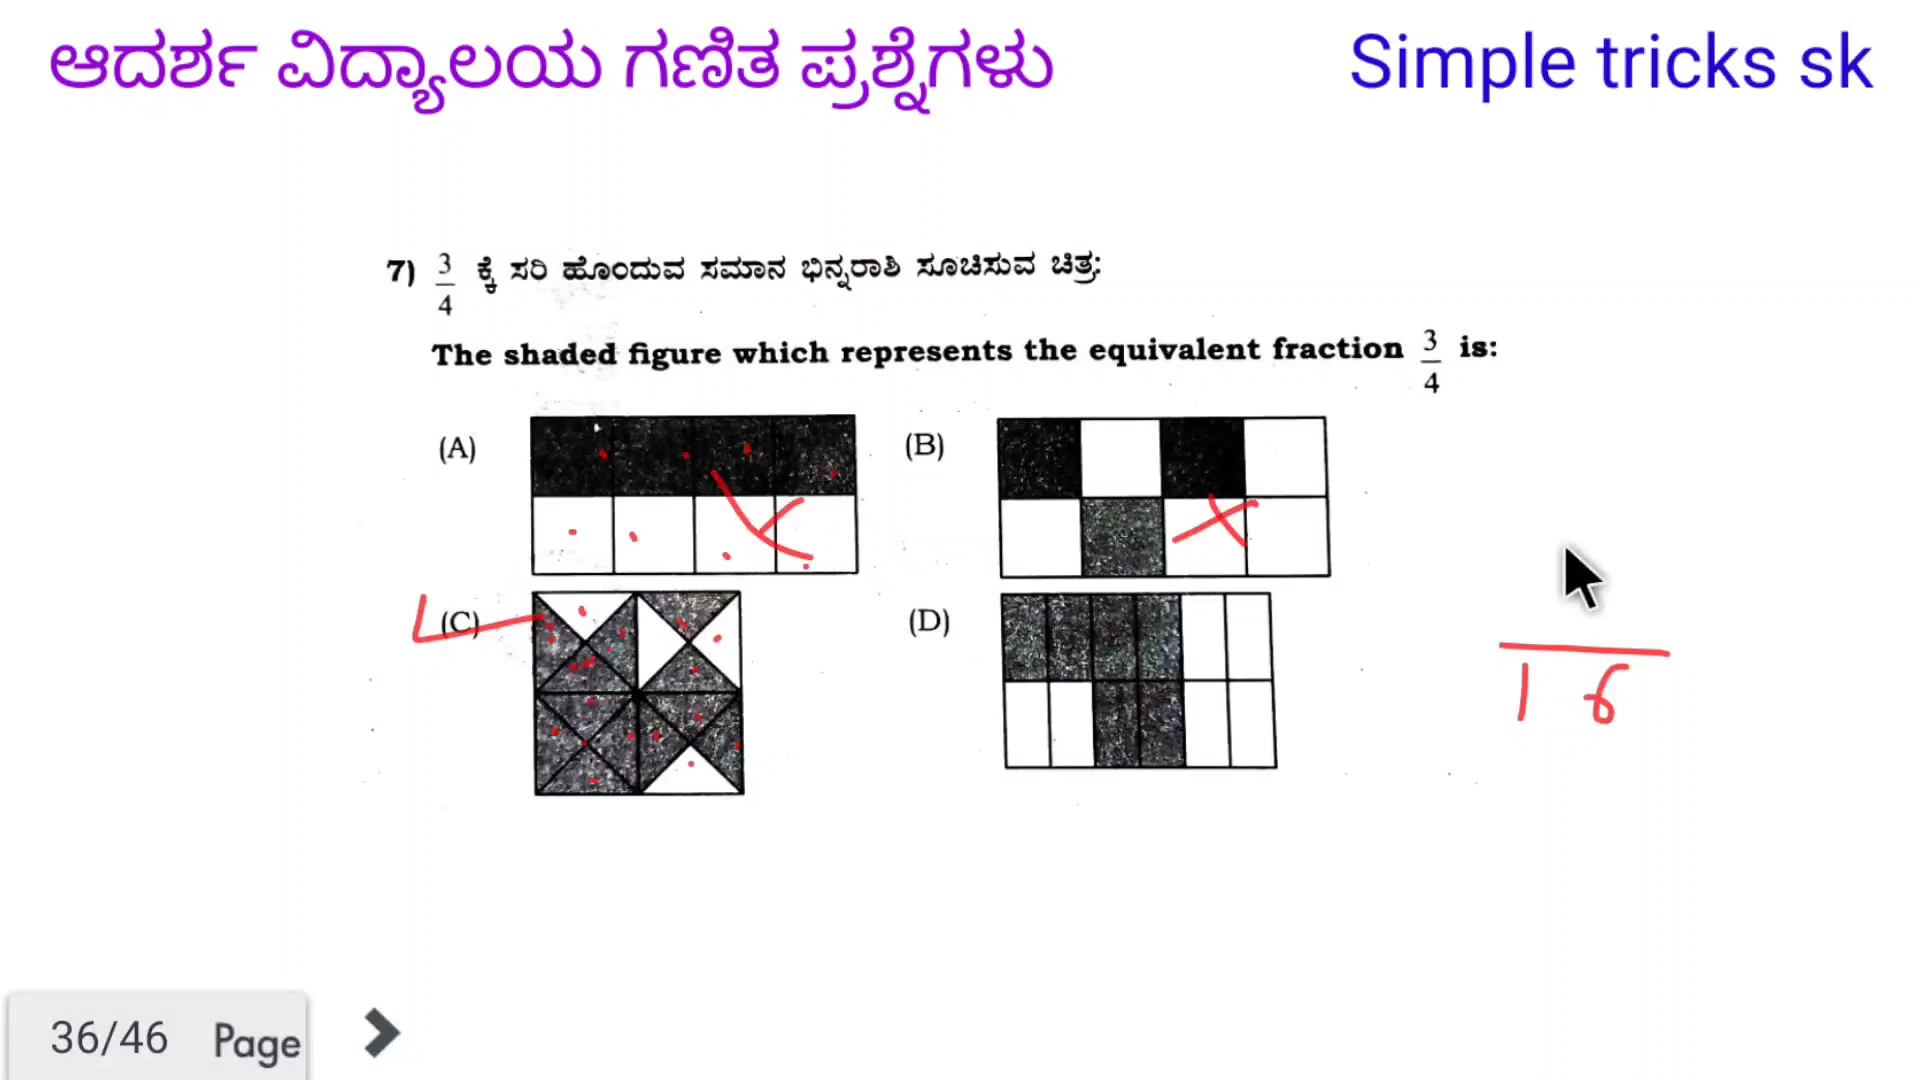 ಆದರ್ಶ ವಿದ್ಯಾಲಯ ಗಣಿತ ಪ್ರಶ್ನೆಗಳು
Simple tricks sk
7) 3/4 ಕ್ಕೆ ಸರಿ ಹೊಂದುವ ಸಮಾನ ಭಿನ್ನರಾಶಿ ಸೂಚಿಸುವ ಚಿತ್ರ:
The shaded figure which represents the equivalent fraction 3/4 is:
(A)
(B)
(C)
(D)
16
36/46 Page